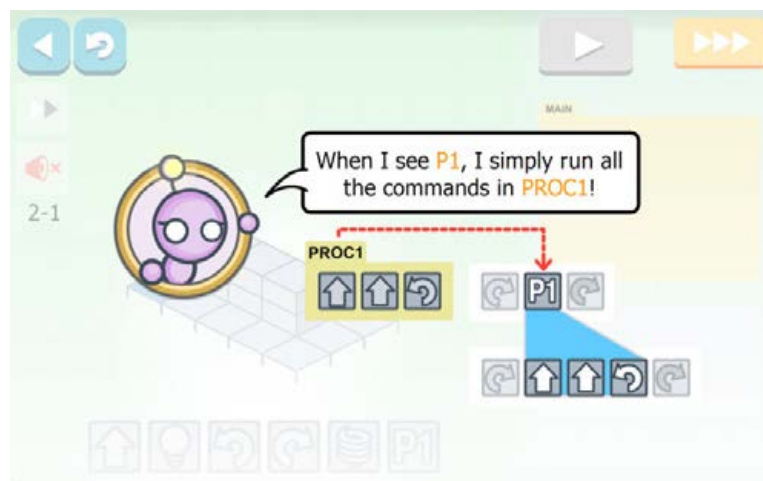 MAIN
When I see P1, I simply run all
the commands in PROC1!
2-1
PROC1
P1
P1